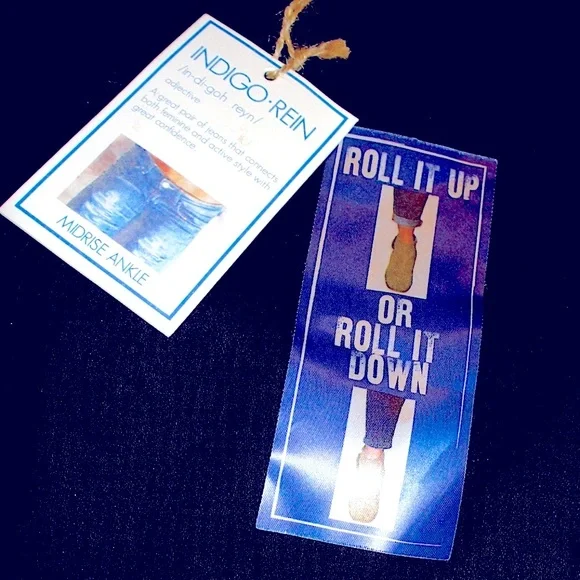 INDIGO:REIN
/in-di-goh reyn/
adjective
A great pair of jeans that connects
both feminine and active style with
great confidence
MIDRISE ANKLE
ROLL IT UP
OR
ROLL IT
DOWN